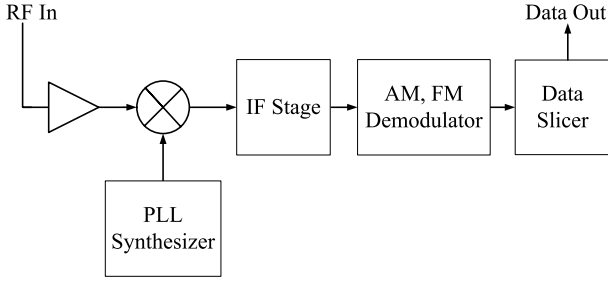 RF In
Data Out
IF Stage
AM, FM
Demodulator
Data
Slicer
PLL
Synthesizer